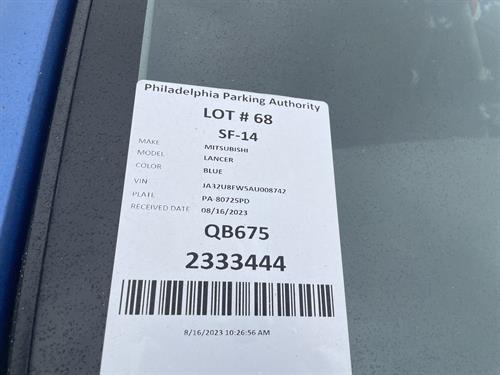 Philadelphia Parking Authority
LOT # 68
SF-14
MAKE MITSUBISHI
MODEL LANCER
COLOR BLUE
VIN JA32U8FW5AU008742
PLATE PA-80725PD
RECEIVED DATE 08/16/2023
QB675
2333444
8/16/2023 10:26:56 AM